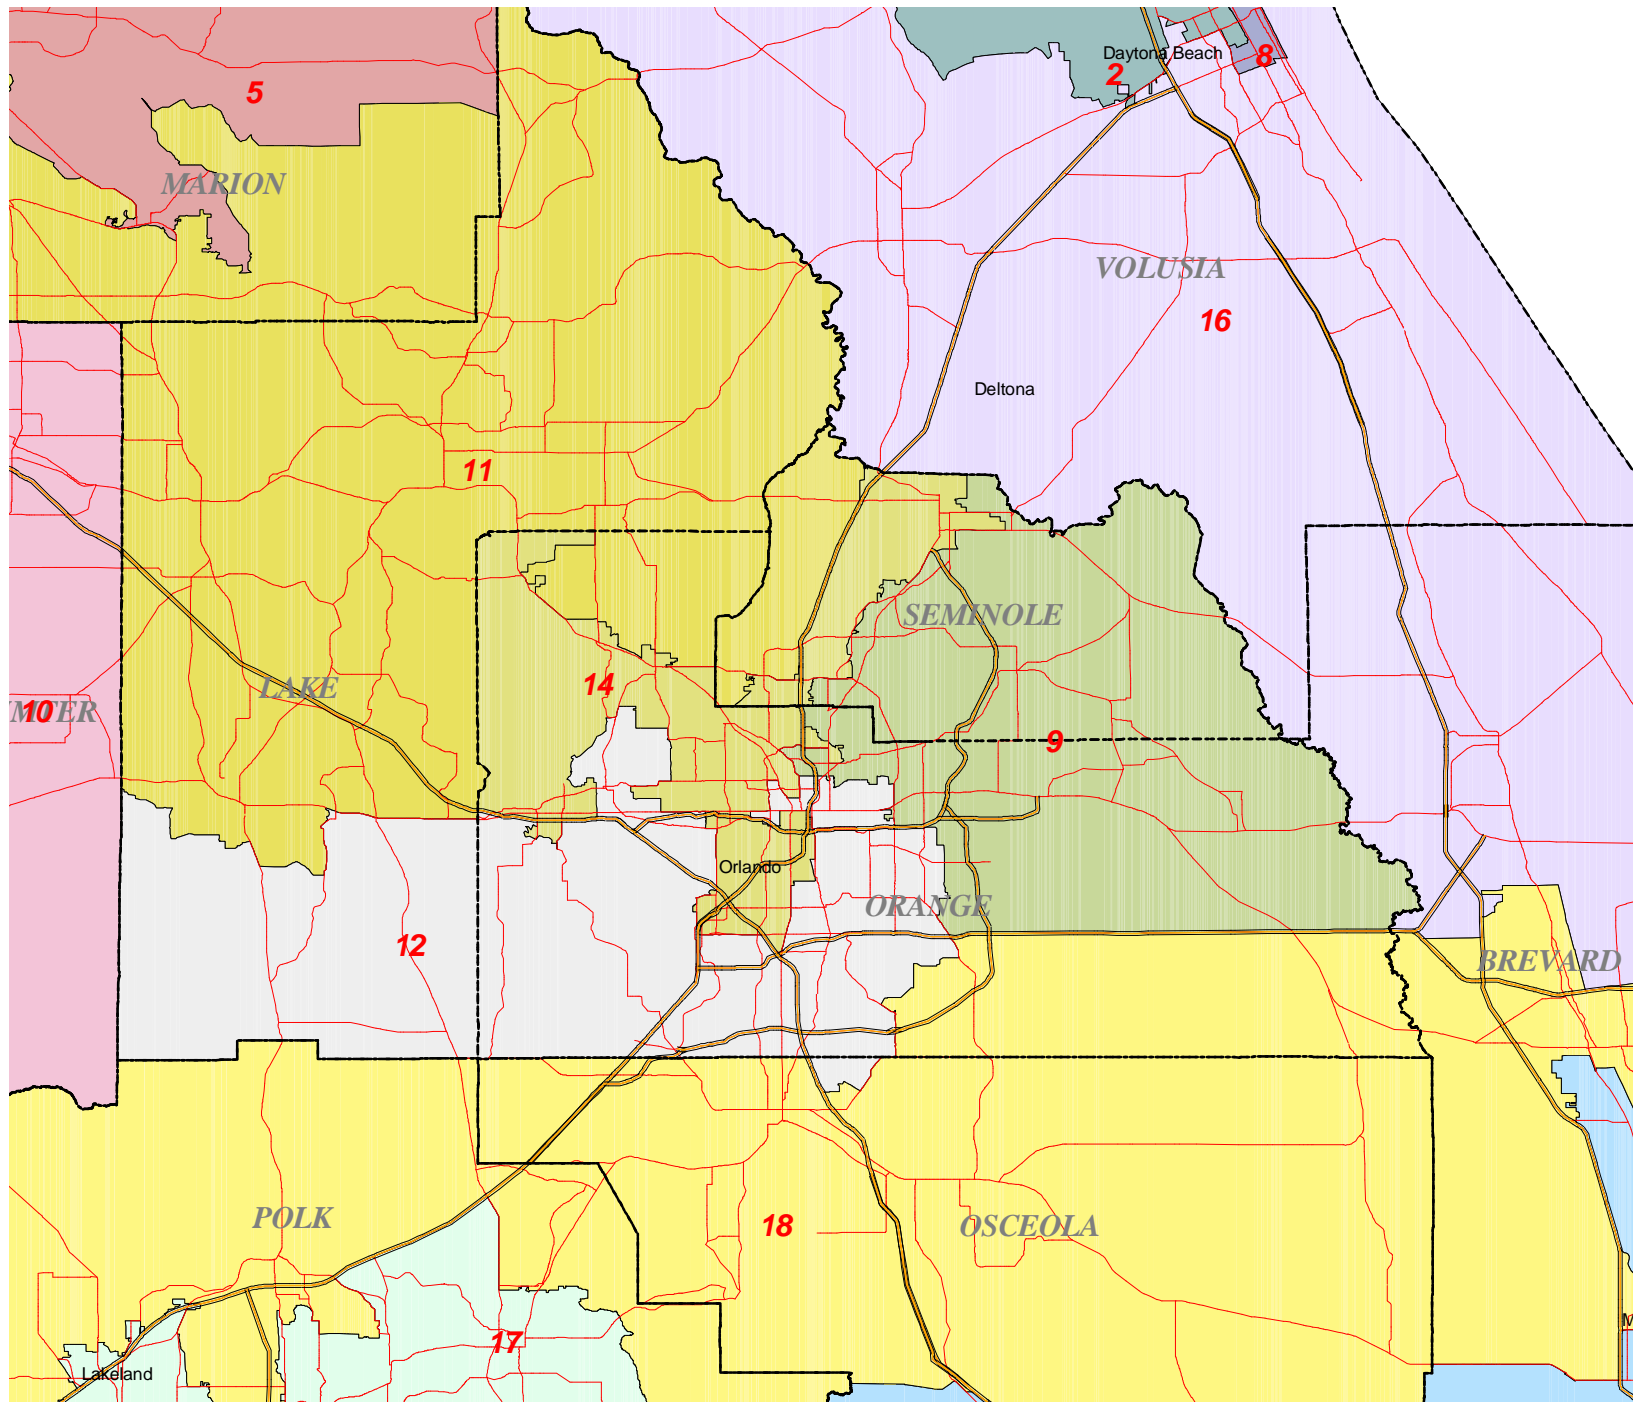 Daytona Beach
8
2
5
MARION
VOLUSIA
16
Deltona
11
SEMINOLE
14
LAKE
10
9
Orlando
ORANGE
12
BREVARD
POLK
18
OSCEOLA
17
Lakeland